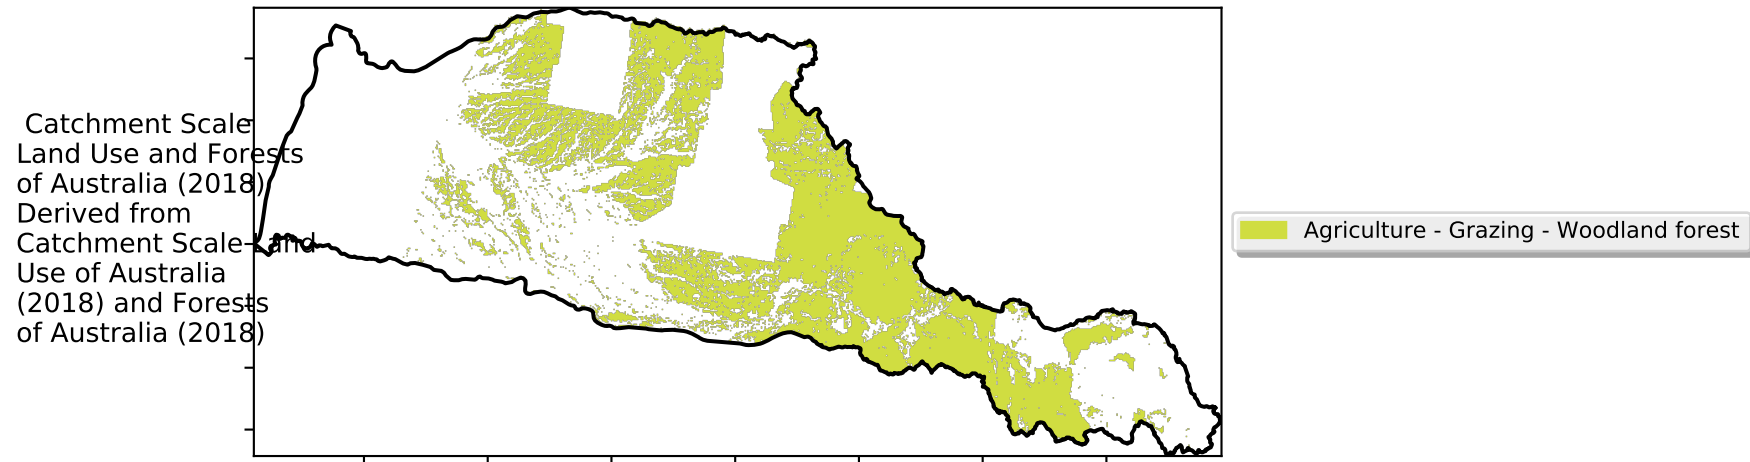 Catchment Scale
Land Use and Forests
of Australia (2018)
Derived from
Catchment Scale Land
Use of Australia
(2018) and Forests
of Australia (2018)
Agriculture - Grazing - Woodland forest